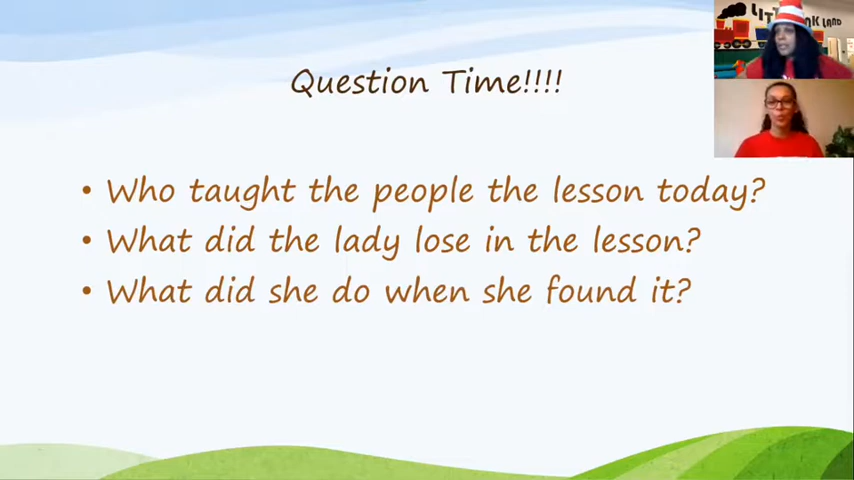 Question Time!!!!
• Who taught the people the lesson today?
• What did the lady lose in the lesson?
• What did she do when she found it?